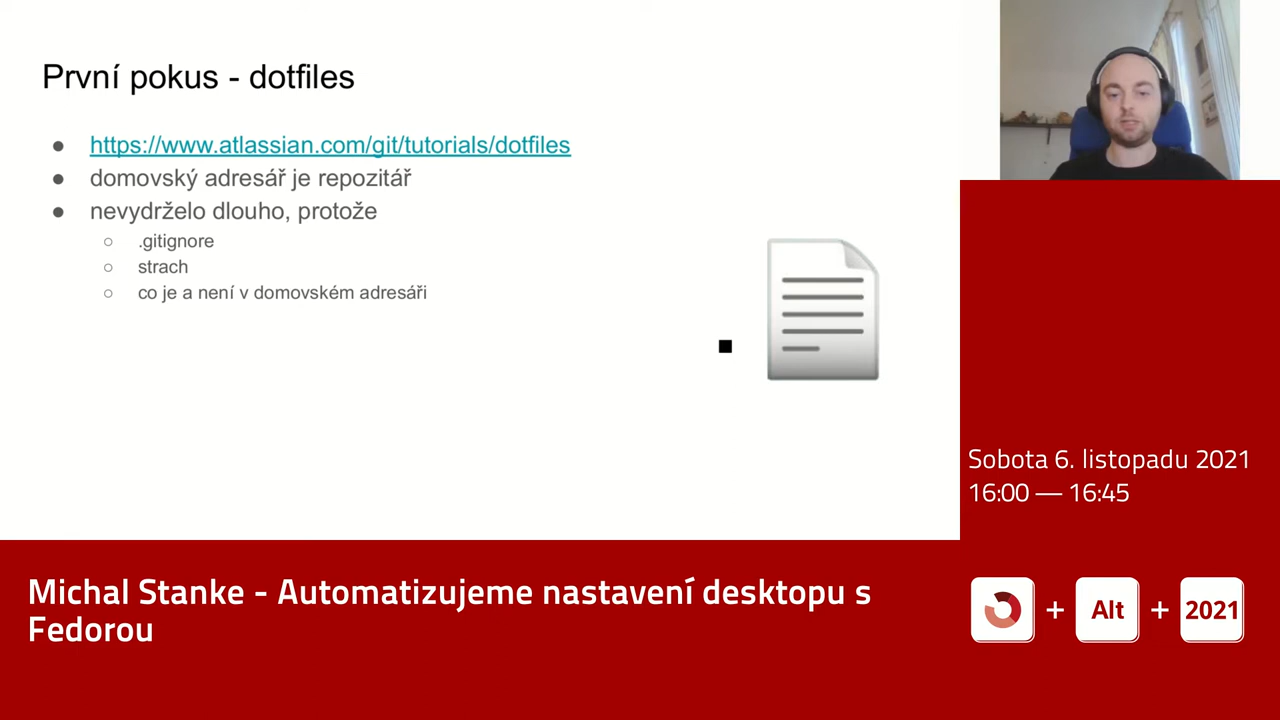 První pokus - dotfiles
● https://www.atlassian.com/git/tutorials/dotfiles
● domovský adresář je repozitář
● nevydrželo dlouho, protože
○ .gitignore
○ strach
○ co je a není v domovském adresáři
Sobota 6. listopadu 2021
16:00 — 16:45
Michal Stanke - Automatizujeme nastavení desktopu s
Fedorou
+ Alt + 2021